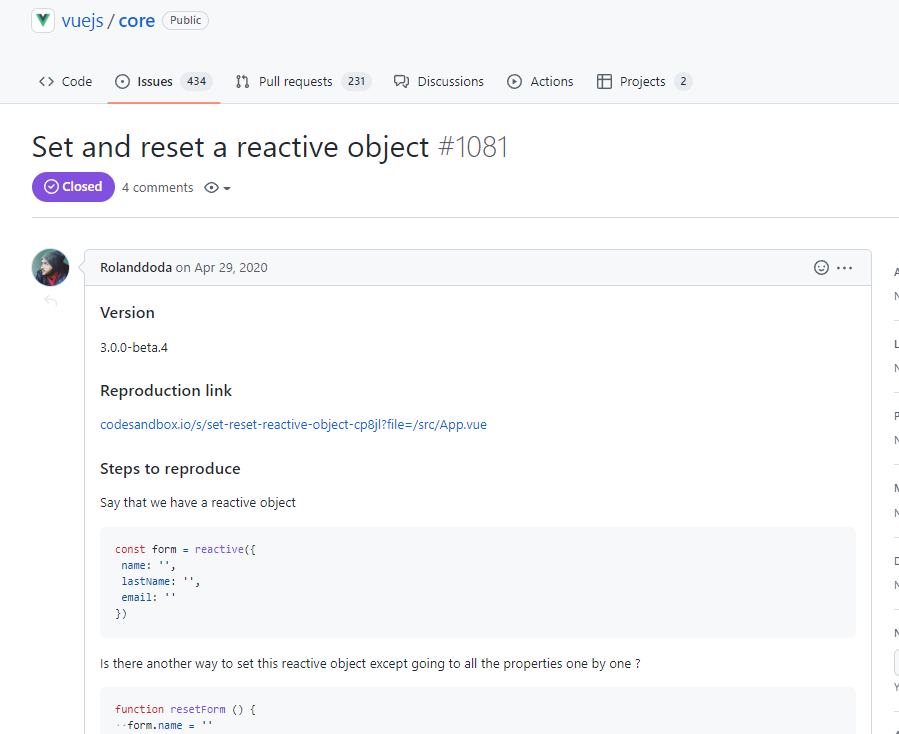 vuejs / core Public
Code Issues 434 Pull requests 231 Discussions Actions Projects 2
Set and reset a reactive object #1081
Closed 4 comments
Rolanddoda on Apr 29, 2020
Version
3.0.0-beta.4
Reproduction link
codesandbox.io/s/set-reset-reactive-object-cp8jl?file=/src/App.vue
Steps to reproduce
Say that we have a reactive object
const form = reactive({
name: '',
lastName: '',
email: ''
})
Is there another way to set this reactive object except going to all the properties one by one ?
function resetForm () {
··form.name = ''